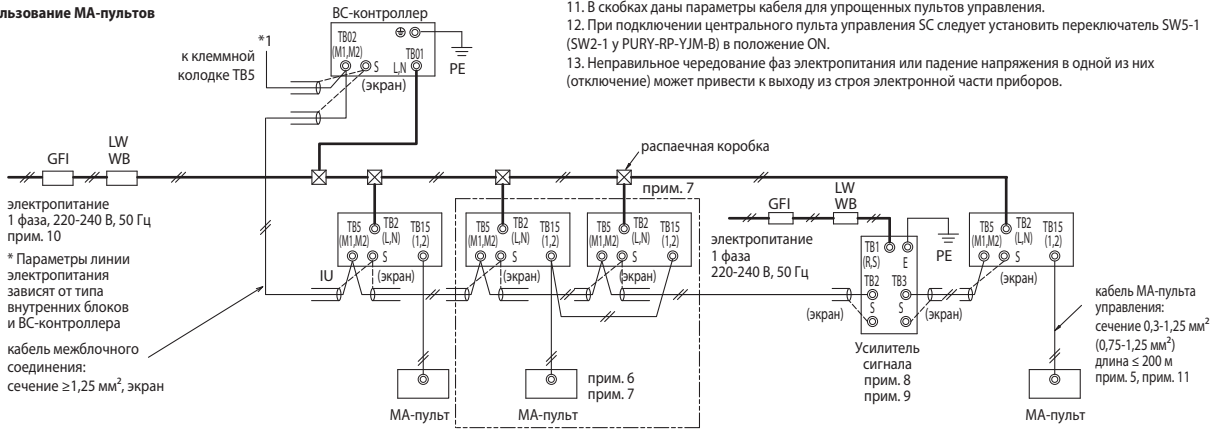 льзование МА-пультов
11. В скобках даны параметры кабеля для упрощенных пультов управления.
12. При подключении центрального пульта управления SC следует установить переключатель SW5-1
(SW2-1 у PURY-RP-YJM-B) в положение ON.
13. Неправильное чередование фаз электропитания или падение напряжения в одной из них
(отключение) может привести к выходу из строя электронной части приборов.
BC-контроллер
TB02
(M1,M2)
S
L,N
TB01
PE
(экран)
*1
к клеммной
колодке TB5
GFI
LW
WB
распаечная коробка
прим. 7
электропитание
1 фаза, 220-240 В, 50 Гц
прим. 10
* Параметры линии
электропитания
зависят от типа
внутренних блоков
и BC-контроллера
кабель межблочного
соединения:
сечение ≥1,25 мм², экран
TB5
(M1,M2)
TB2
(L,N)
TB15
(1,2)
S
IU
(экран)
TB5
(M1,M2)
TB2
(L,N)
TB15
(1,2)
S
(экран)
TB5
(M1,M2)
TB2
(L,N)
TB15
(1,2)
S
(экран)
GFI
LW
WB
электропитание
1 фаза
220-240 В, 50 Гц
TB1
(R,S)
E
PE
TB2
TB3
S
S
(экран)
(экран)
Усилитель
сигнала
прим. 8
прим. 9
TB5
(M1,M2)
TB2
(L,N)
TB15
(1,2)
S
(экран)
кабель МА-пульта
управления:
сечение 0,3-1,25 мм²
(0,75-1,25 мм²)
длина ≤ 200 м
прим. 5, прим. 11
прим. 6
прим. 7
МА-пульт
МА-пульт
МА-пульт